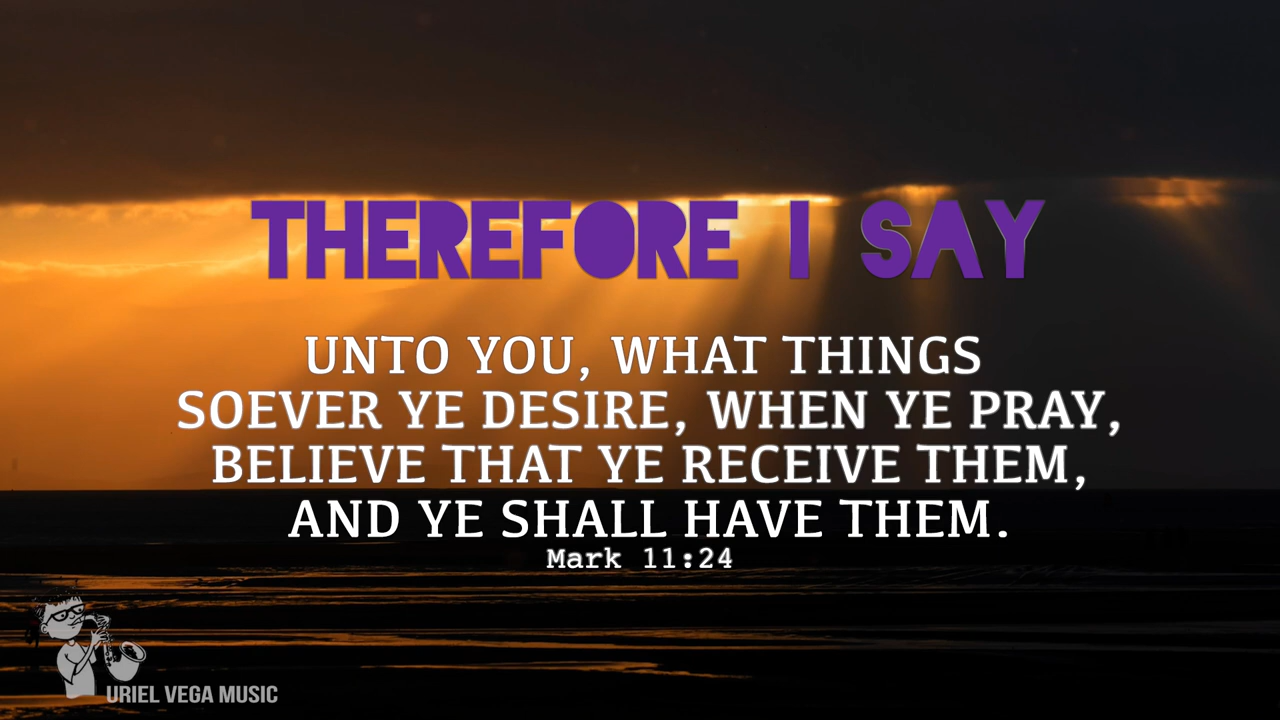 THEREFORE I SAY
UNTO YOU, WHAT THINGS
SOEVER YE DESIRE, WHEN YE PRAY,
BELIEVE THAT YE RECEIVE THEM,
AND YE SHALL HAVE THEM.
Mark 11:24
URIEL VEGA MUSIC